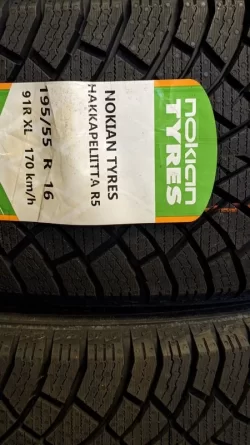 nokian
TYRES
NOKIAN TYRES
HAKKAPELIITTA R5
195/55 R 16
91R XL 170 km/h